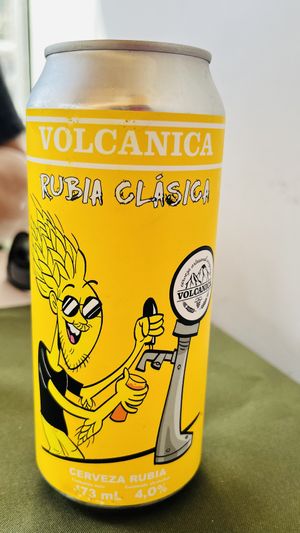 VOLCANICA
RUBIA CLÁSICA
VOLCANICA
CERVEZA RUBIA
473 mL 4,0%